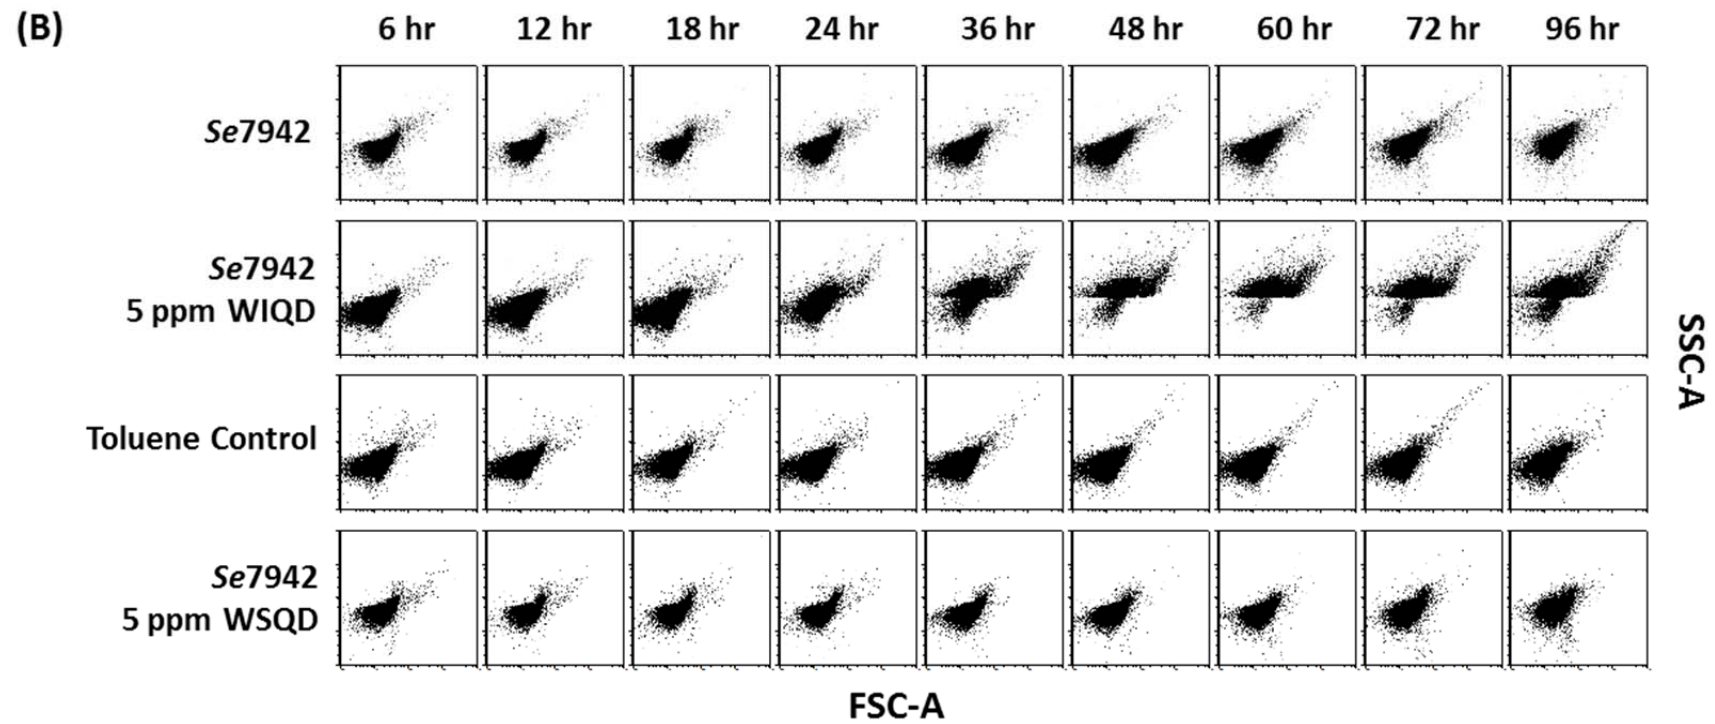 (B)
6 hr 12 hr 18 hr 24 hr 36 hr 48 hr 60 hr 72 hr 96 hr
Se7942
Se7942
5 ppm WIQD
Toluene Control
Se7942
5 ppm WSQD
SSC-A
FSC-A